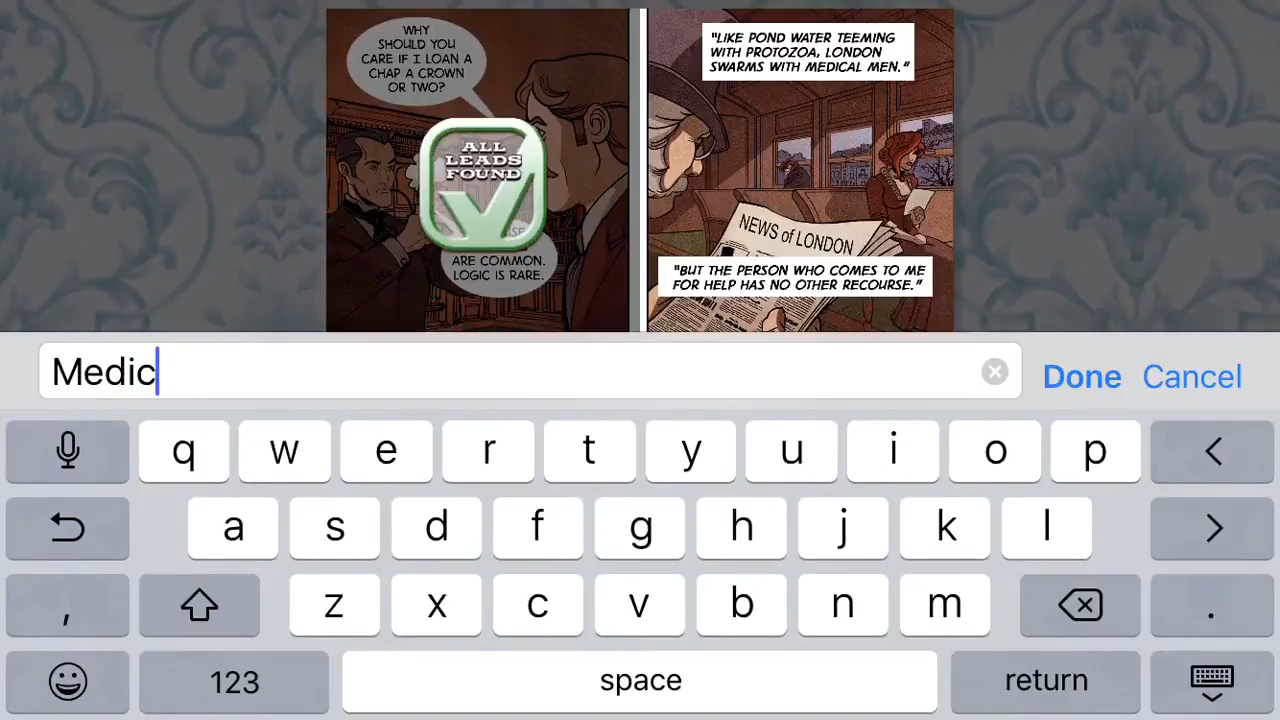 WHY
SHOULD YOU
CARE IF I LOAN A
CHAP A CROWN
OR TWO?
ALL
LEADS
FOUND
ARE COMMON.
LOGIC IS RARE.
"LIKE POND WATER TEEMING
WITH PROTOZOA, LONDON
SWARMS WITH MEDICAL MEN."
NEWS of LONDON
"BUT THE PERSON WHO COMES TO ME
FOR HELP HAS NO OTHER RECOURSE."
Medic
Done Cancel
q w e r t y u i o p <
a s d f g h j k l >
, z x c v b n m .
123 space return